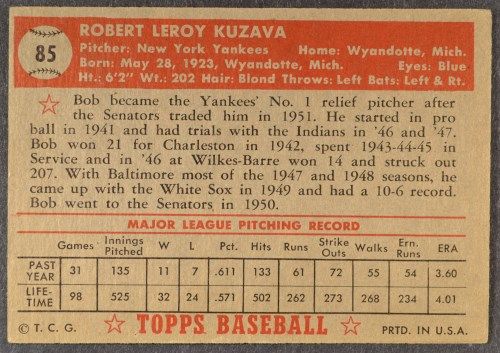 85
ROBERT LEROY KUZAVA
Pitcher: New York Yankees Home: Wyandotte, Mich.
Born: May 28, 1923, Wyandotte, Mich. Eyes: Blue
Ht.: 6'2" Wt.: 202 Hair: Blond Throws: Left Bats: Left & Rt.
Bob became the Yankees' No. 1 relief pitcher after
the Senators traded him in 1951. He started in pro
ball in 1941 and had trials with the Indians in '46 and '47.
Bob won 21 for Charleston in 1942, spent 1943-44-45 in
Service and in '46 at Wilkes-Barre won 14 and struck out
207. With Baltimore most of the 1947 and 1948 seasons, he
came up with the White Sox in 1949 and had a 10-6 record.
Bob went to the Senators in 1950.
MAJOR LEAGUE PITCHING RECORD
Games Innings Pitched W L Pct. Hits Runs Strike Outs Walks Ern. Runs ERA
PAST YEAR 31 135 11 7 .611 133 61 72 55 54 3.60
LIFE-TIME 98 525 32 24 .571 502 262 273 268 234 4.01
© T. C. G. TOPPS BASEBALL PRTD. IN U.S.A.